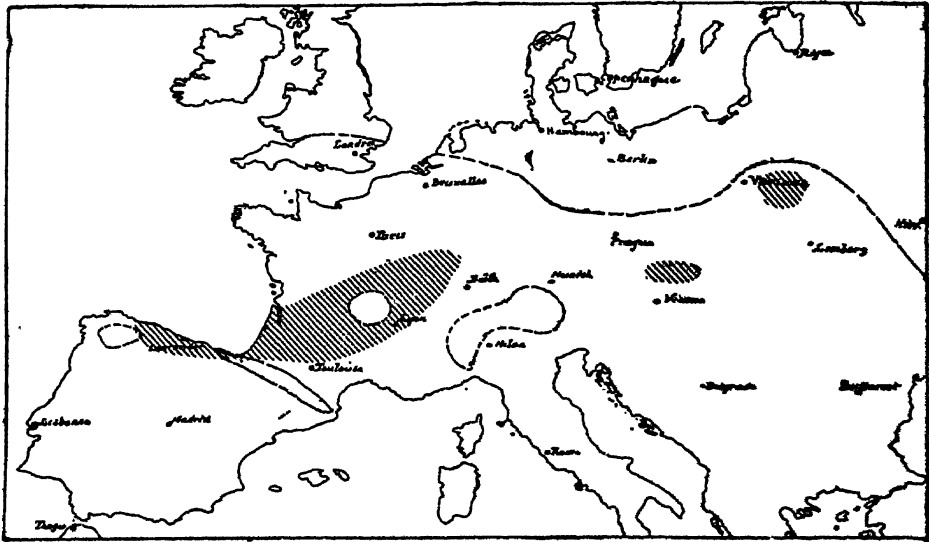 Riga
Copenhague
Hambourg
Londres
Berlin
Bruxelles
Paris
Prague
Lemberg
Bâle
Munich
Vienne
Lyon
Milan
Toulouse
Belgrade
Bucarest
Lisbonne
Madrid
Rome